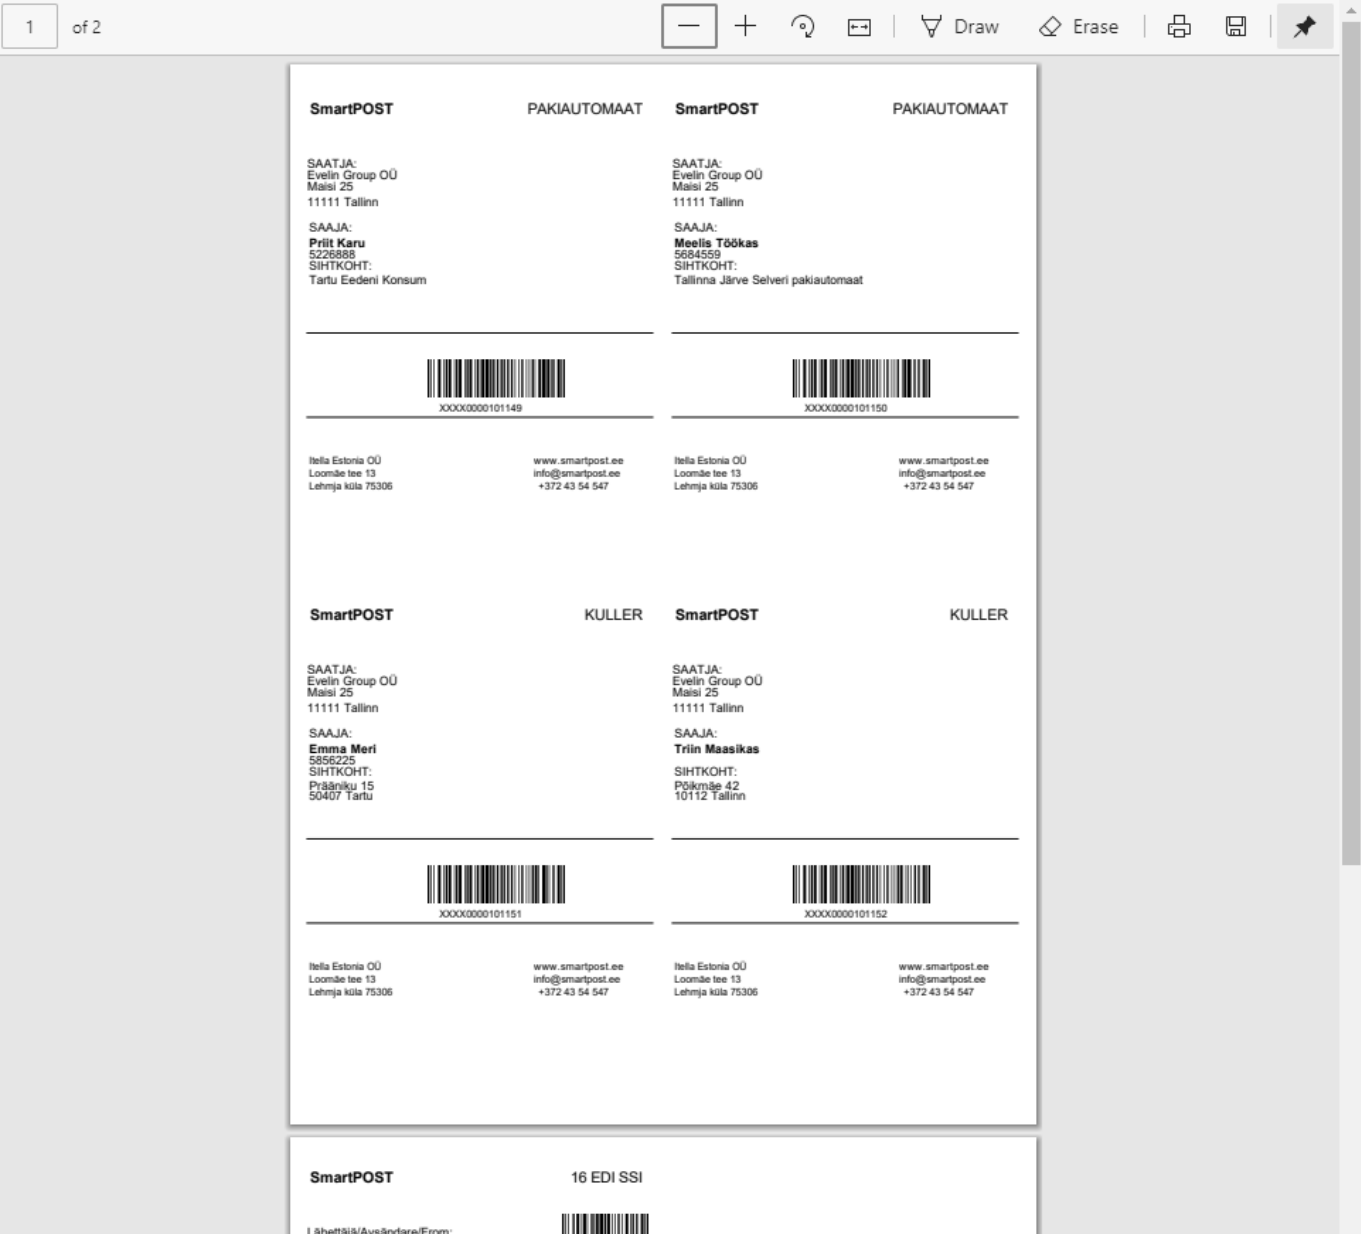 1 of 2 Draw Erase
SmartPOST PAKIAUTOMAAT
SAATJA:
Evelin Group OÜ
Maisi 25
11111 Tallinn
SAAJA:
Priit Karu
5226888
SIHTKOHT:
Tartu Eedeni Konsum
XXXX0000101149
Itella Estonia OÜ www.smartpost.ee
Loomäe tee 13 info@smartpost.ee
Lehmja küla 75306 +372 43 54 547
SmartPOST PAKIAUTOMAAT
SAATJA:
Evelin Group OÜ
Maisi 25
11111 Tallinn
SAAJA:
Meelis Töökas
5684559
SIHTKOHT:
Tallinna Järve Selveri pakiautomaat
XXXX0000101150
Itella Estonia OÜ www.smartpost.ee
Loomäe tee 13 info@smartpost.ee
Lehmja küla 75306 +372 43 54 547
SmartPOST KULLER
SAATJA:
Evelin Group OÜ
Maisi 25
11111 Tallinn
SAAJA:
Emma Meri
5856225
SIHTKOHT:
Prääniku 15
50407 Tartu
XXXX0000101151
Itella Estonia OÜ www.smartpost.ee
Loomäe tee 13 info@smartpost.ee
Lehmja küla 75306 +372 43 54 547
SmartPOST KULLER
SAATJA:
Evelin Group OÜ
Maisi 25
11111 Tallinn
SAAJA:
Triin Maasikas
SIHTKOHT:
Põikmäe 42
10112 Tallinn
XXXX0000101152
Itella Estonia OÜ www.smartpost.ee
Loomäe tee 13 info@smartpost.ee
Lehmja küla 75306 +372 43 54 547
SmartPOST 16 EDI SSI
Lähettäjä/Avsändare/From: